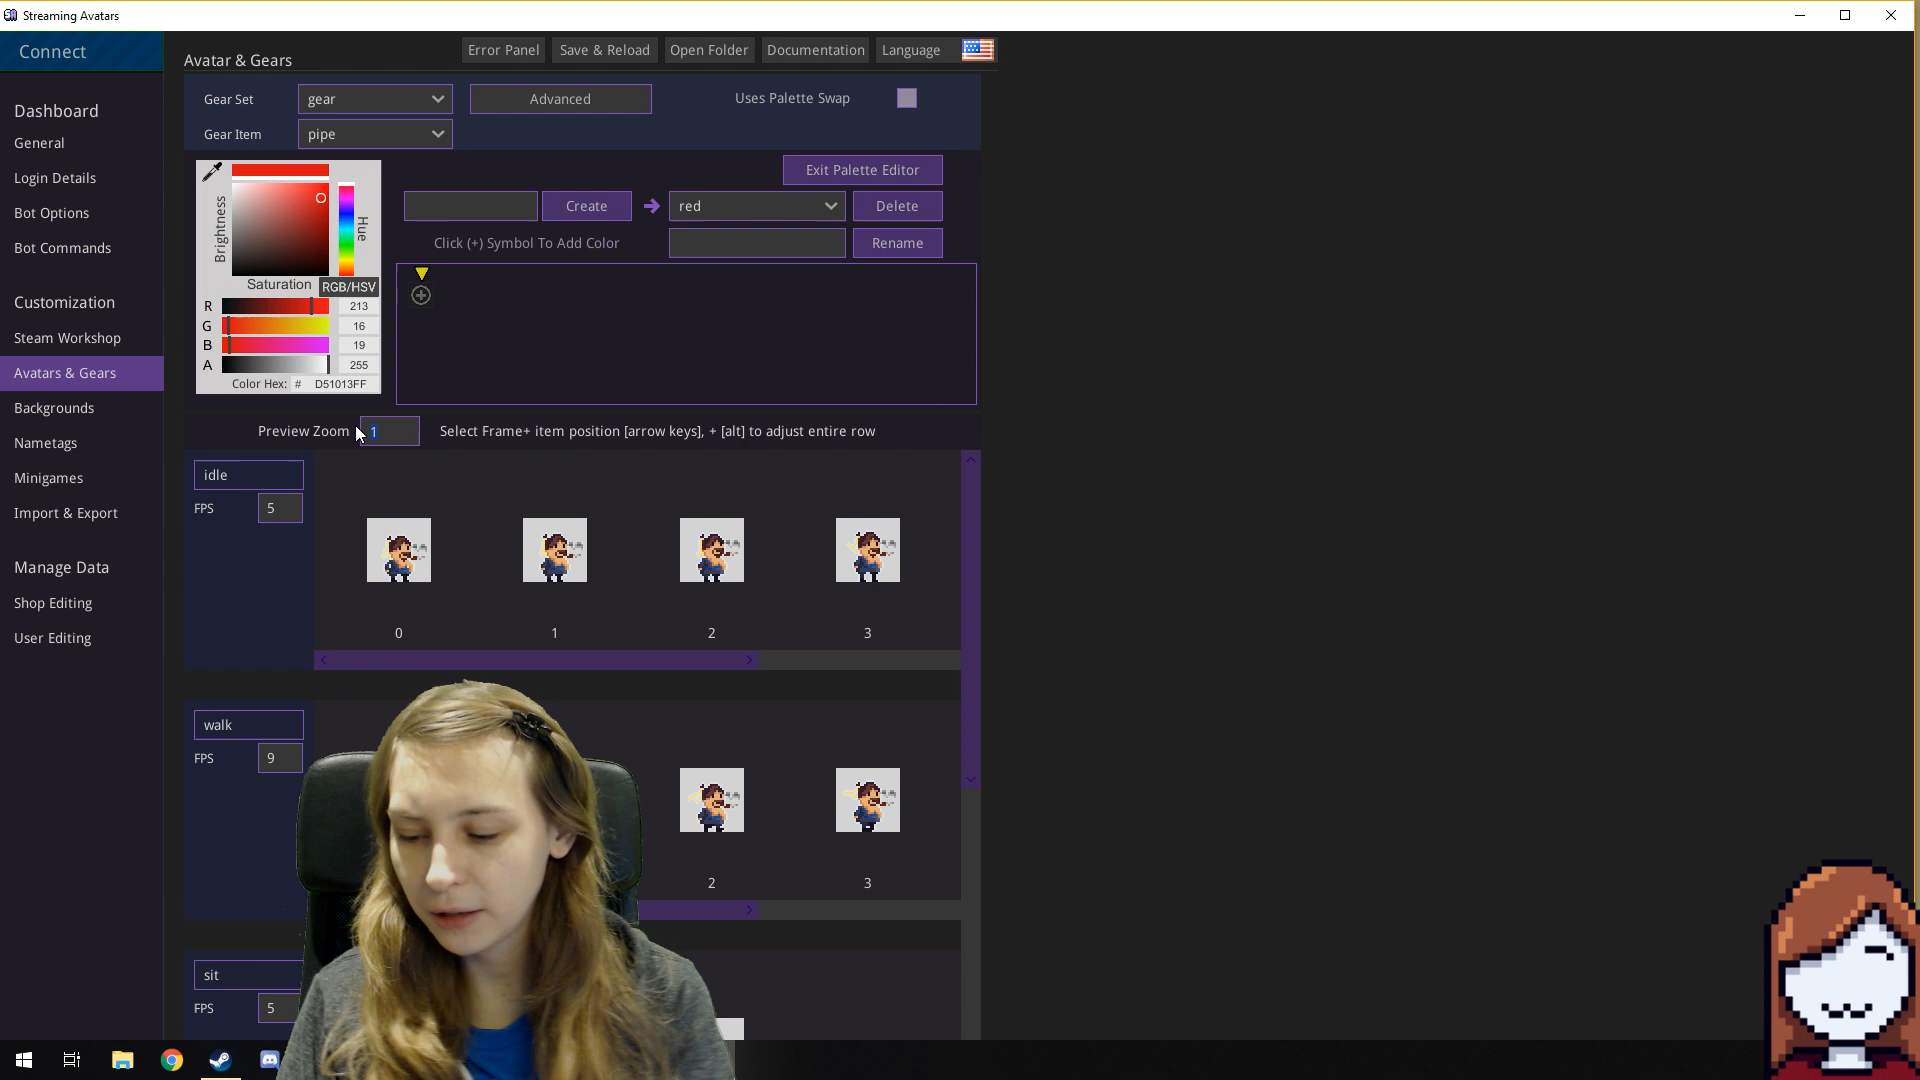 Streaming Avatars
Connect
Error Panel
Save & Reload
Open Folder
Documentation
Language
Avatar & Gears
Gear Set
gear
Advanced
Uses Palette Swap
Gear Item
pipe
Dashboard
General
Login Details
Bot Options
Bot Commands
Customization
Steam Workshop
Avatars & Gears
Backgrounds
Nametags
Minigames
Import & Export
Manage Data
Shop Editing
User Editing
Exit Palette Editor
Create
red
Delete
Click (+) Symbol To Add Color
Rename
Brightness
Hue
Saturation
RGB/HSV
R 213
G 16
B 19
A 255
Color Hex: # D51013FF
Preview Zoom 1
Select Frame+ item position [arrow keys], + [alt] to adjust entire row
idle
FPS 5
0 1 2 3
walk
FPS 9
2 3
sit
FPS 5